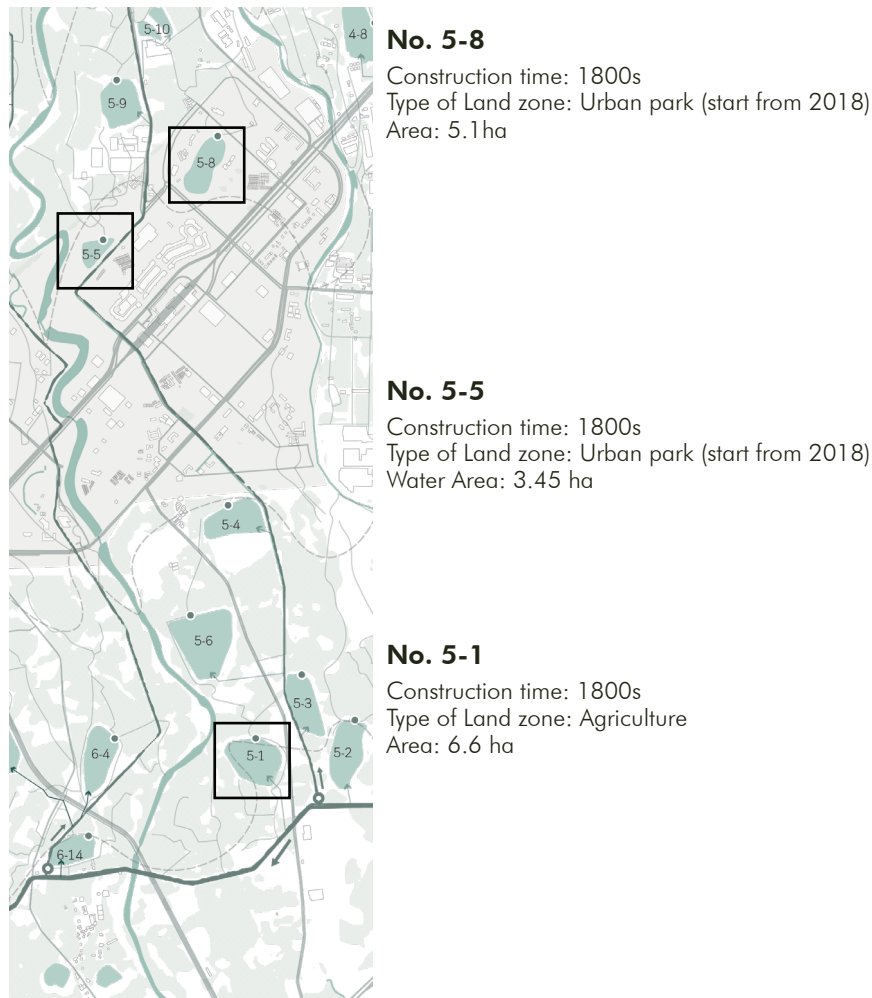 5-10
4-8
5-9
5-8
5-5
5-4
5-6
5-3
6-4
5-1
5-2
6-14
No. 5-8
Construction time: 1800s
Type of Land zone: Urban park (start from 2018)
Area: 5.1ha
No. 5-5
Construction time: 1800s
Type of Land zone: Urban park (start from 2018)
Water Area: 3.45 ha
No. 5-1
Construction time: 1800s
Type of Land zone: Agriculture
Area: 6.6 ha